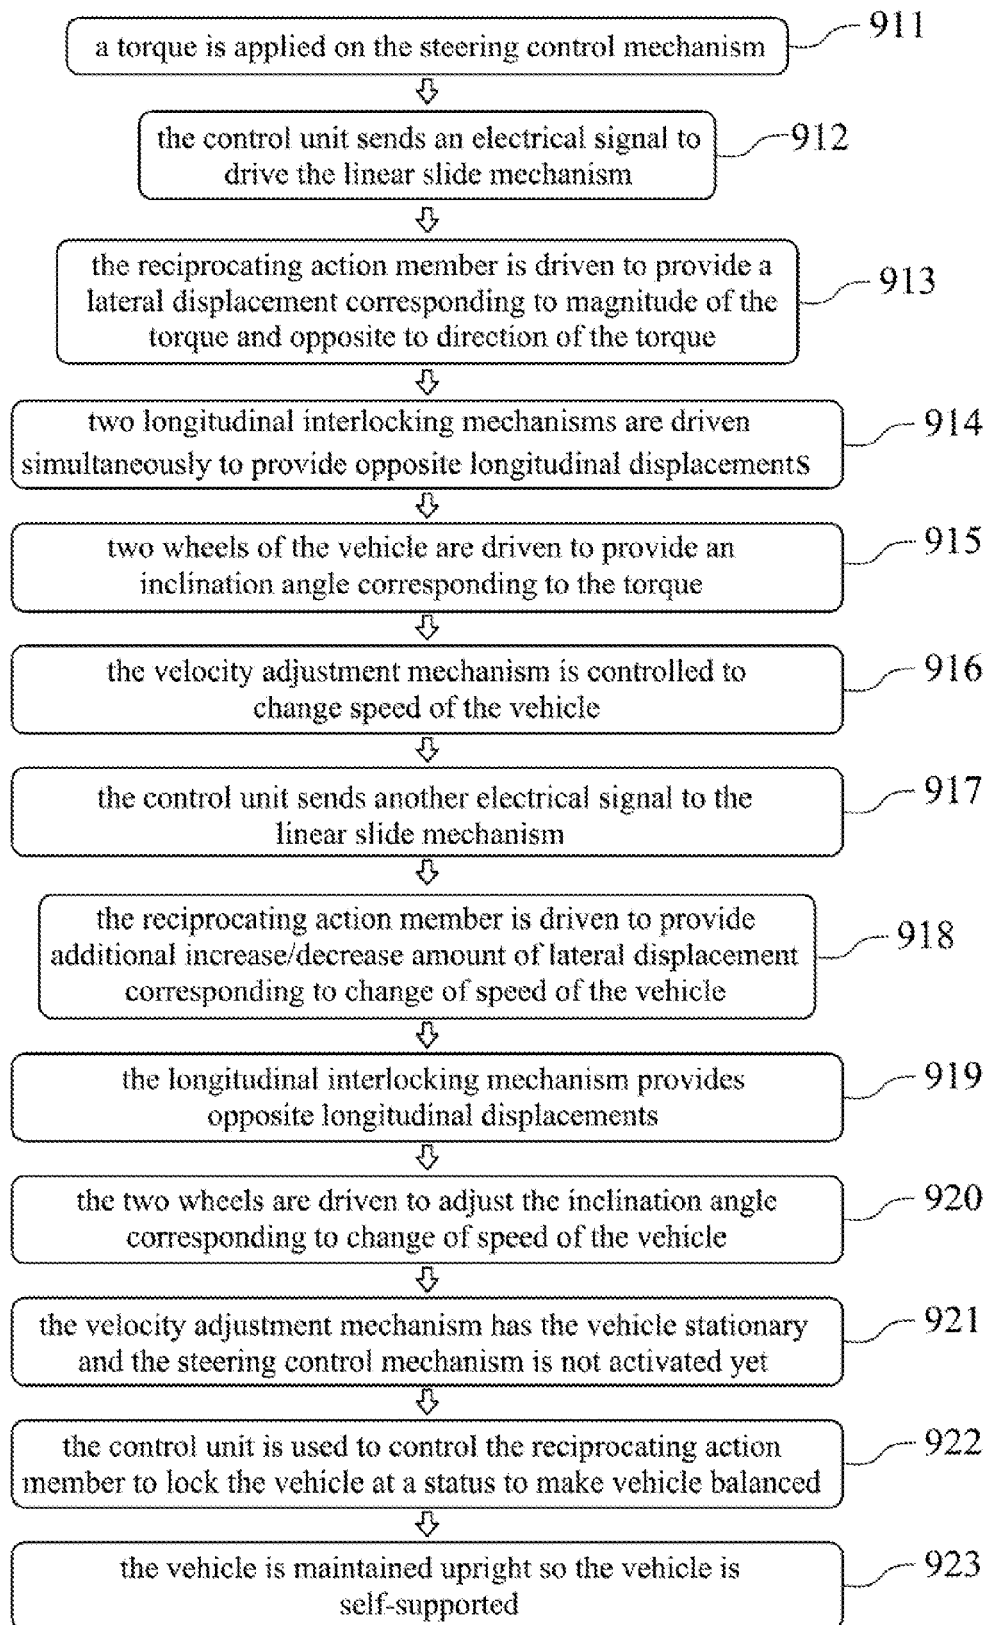 a torque is applied on the steering control mechanism
911
the control unit sends an electrical signal to
drive the linear slide mechanism
912
the reciprocating action member is driven to provide a
lateral displacement corresponding to magnitude of the
torque and opposite to direction of the torque
913
two longitudinal interlocking mechanisms are driven
simultaneously to provide opposite longitudinal displacements
914
two wheels of the vehicle are driven to provide an
inclination angle corresponding to the torque
915
the velocity adjustment mechanism is controlled to
change speed of the vehicle
916
the control unit sends another electrical signal to the
linear slide mechanism
917
the reciprocating action member is driven to provide
additional increase/decrease amount of lateral displacement
corresponding to change of speed of the vehicle
918
the longitudinal interlocking mechanism provides
opposite longitudinal displacements
919
the two wheels are driven to adjust the inclination angle
corresponding to change of speed of the vehicle
920
the velocity adjustment mechanism has the vehicle stationary
and the steering control mechanism is not activated yet
921
the control unit is used to control the reciprocating action
member to lock the vehicle at a status to make vehicle balanced
922
the vehicle is maintained upright so the vehicle is
self-supported
923